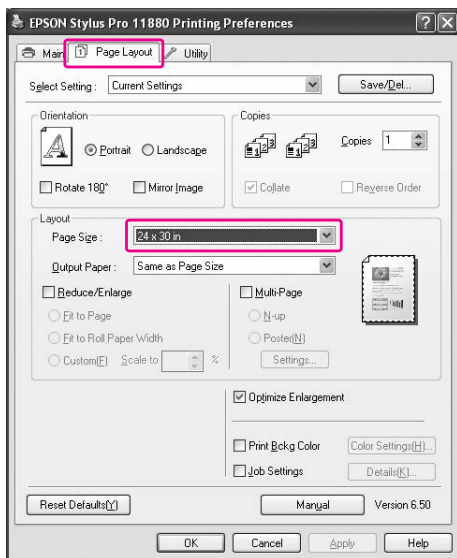 EPSON Stylus Pro 11880 Printing Preferences
Main Page Layout Utility
Select Setting : Current Settings Save/Del...
Orientation Copies
A Portrait Landscape Copies 1
Rotate 180° Mirror Image Collate Reverse Order
Layout
Page Size : 24 x 30 in
Output Paper : Same as Page Size
Reduce/Enlarge Multi-Page
Fit to Page N-up
Fit to Roll Paper Width Poster(N)
Custom(F) Scale to % Settings...
Optimize Enlargement
Print Bckg Color Color Settings(H)...
Job Settings Details(K)...
Reset Defaults(Y) Manual Version 6.50
OK Cancel Apply Help